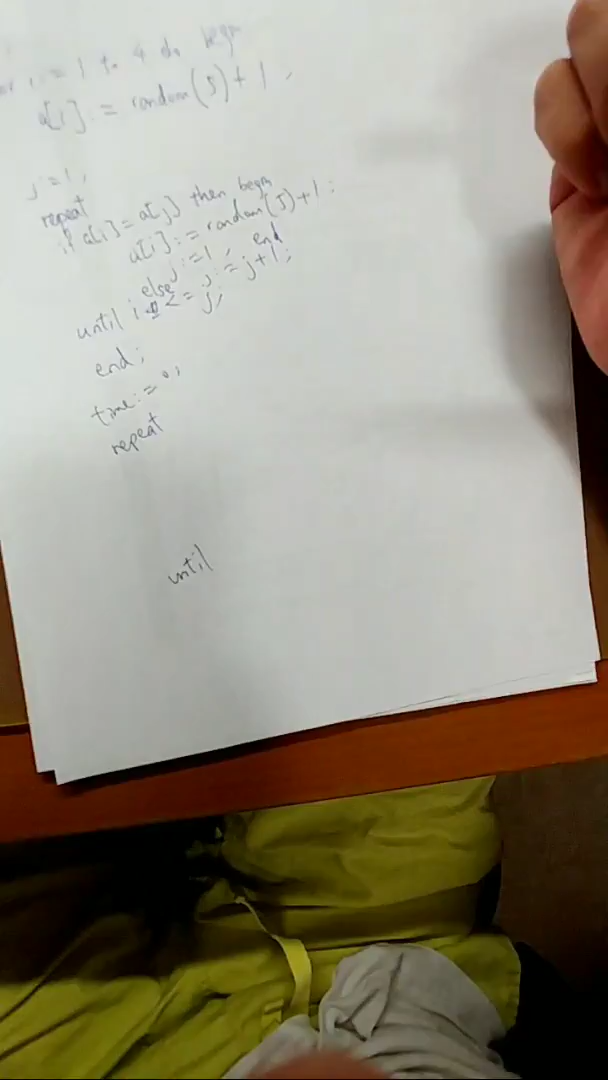 for i := 1 to 4 do begin
a[i] := random(5)+1;
j:=1;
repeat
if a[i]=a[j] then begin
a[i]:=random(5)+1;
j:=1; end
else j:=j+1;
until i <= j;
end;
time:=0;
repeat
until